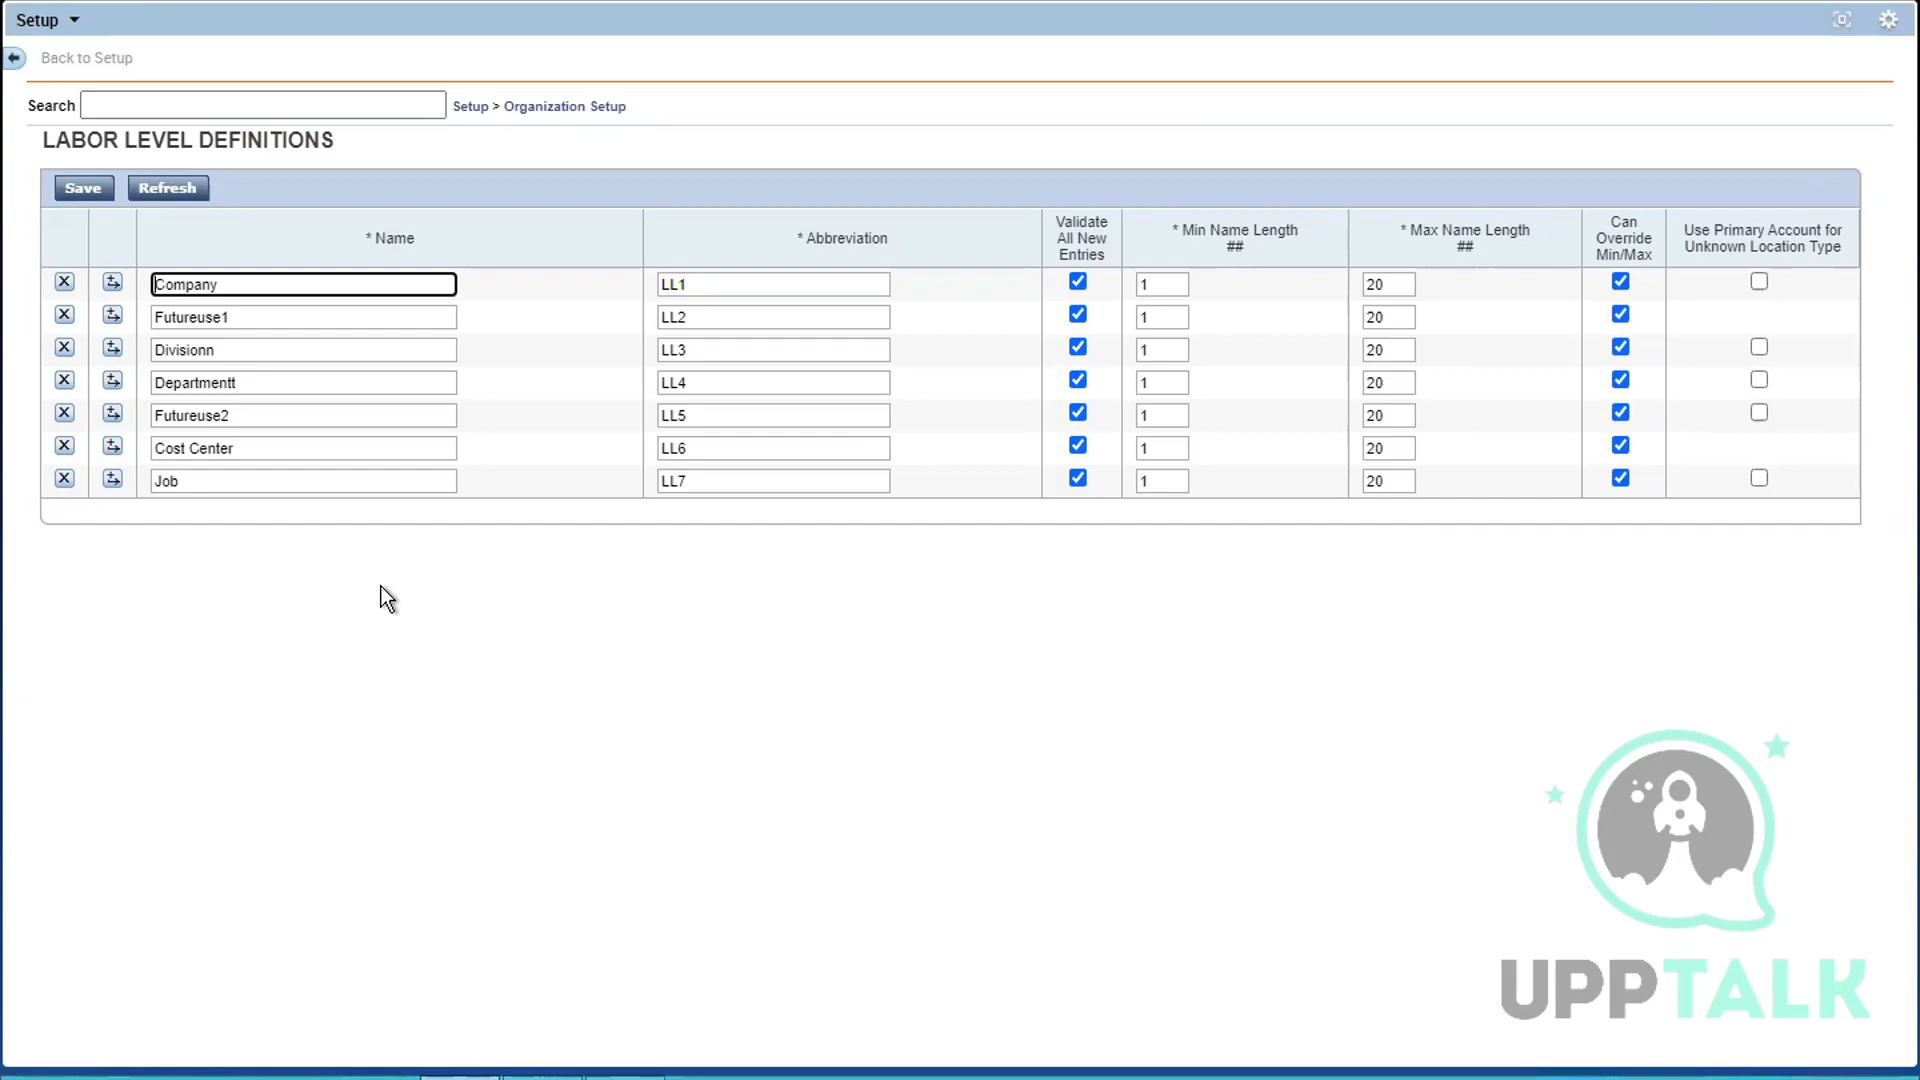 Setup
Back to Setup
Search Setup > Organization Setup
LABOR LEVEL DEFINITIONS
Save Refresh
* Name * Abbreviation Validate All New Entries * Min Name Length ## * Max Name Length ## Can Override Min/Max Use Primary Account for Unknown Location Type
Company LL1 1 20
Futureuse1 LL2 1 20
Divisionn LL3 1 20
Departmentt LL4 1 20
Futureuse2 LL5 1 20
Cost Center LL6 1 20
Job LL7 1 20
UPPTALK